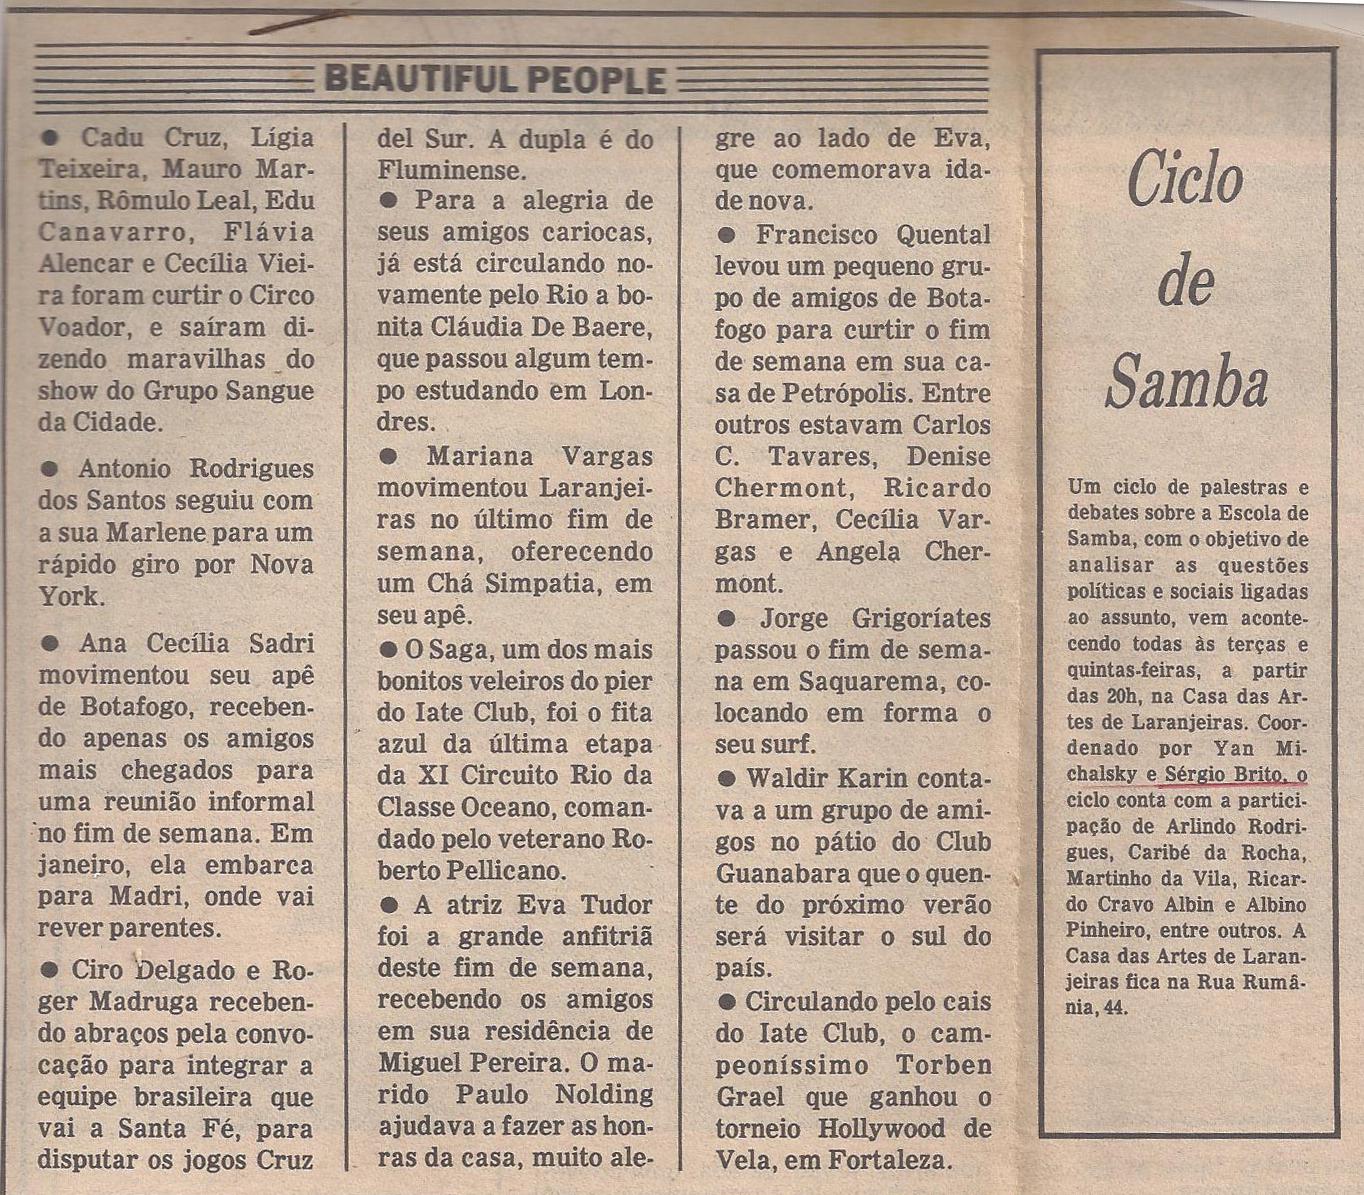 BEAUTIFUL PEOPLE
● Cadu Cruz, Lígia
Teixeira, Mauro Mar-
tins, Rômulo Leal, Edu
Canavarro, Flávia
Alencar e Cecília Viei-
ra foram curtir o Circo
Voador, e saíram di-
zendo maravilhas do
show do Grupo Sangue
da Cidade.
● Antonio Rodrigues
dos Santos seguiu com
a sua Marlene para um
rápido giro por Nova
York.
● Ana Cecília Sadri
movimentou seu apê
de Botafogo, receben-
do apenas os amigos
mais chegados para
uma reunião informal
no fim de semana. Em
janeiro, ela embarca
para Madri, onde vai
rever parentes.
● Ciro Delgado e Ro-
ger Madruga receben-
do abraços pela convo-
cação para integrar a
equipe brasileira que
vai a Santa Fé, para
disputar os jogos Cruz
del Sur. A dupla é do
Fluminense.
● Para a alegria de
seus amigos cariocas,
já está circulando no-
vamente pelo Rio a bo-
nita Cláudia De Baere,
que passou algum tem-
po estudando em Lon-
dres.
● Mariana Vargas
movimentou Laranjei-
ras no último fim de
semana, oferecendo
um Chá Simpatia, em
seu apê.
● O Saga, um dos mais
bonitos veleiros do pier
do Iate Club, foi o fita
azul da última etapa
da XI Circuito Rio da
Classe Oceano, coman-
dado pelo veterano Ro-
berto Pellicano.
● A atriz Eva Tudor
foi a grande anfitriã
deste fim de semana,
recebendo os amigos
em sua residência de
Miguel Pereira. O ma-
rido Paulo Nolding
ajudava a fazer as hon-
ras da casa, muito ale-
gre ao lado de Eva,
que comemorava ida-
de nova.
● Francisco Quental
levou um pequeno gru-
po de amigos de Bota-
fogo para curtir o fim
de semana em sua ca-
sa de Petrópolis. Entre
outros estavam Carlos
C. Tavares, Denise
Chermont, Ricardo
Bramer, Cecília Var-
gas e Angela Cher-
mont.
● Jorge Grigoríates
passou o fim de sema-
na em Saquarema, co-
locando em forma o
seu surf.
● Waldir Karin conta-
va a um grupo de ami-
gos no pátio do Club
Guanabara que o quen-
te do próximo verão
será visitar o sul do
país.
● Circulando pelo cais
do Iate Club, o cam-
peoníssimo Torben
Grael que ganhou o
torneio Hollywood de
Vela, em Fortaleza.
Ciclo
de
Samba
Um ciclo de palestras e
debates sobre a Escola de
Samba, com o objetivo de
analisar as questões
políticas e sociais ligadas
ao assunto, vem aconte-
cendo todas às terças e
quintas-feiras, a partir
das 20h, na Casa das Ar-
tes de Laranjeiras. Coor-
denado por Yan Mi-
chalsky e Sérgio Brito, o
ciclo conta com a partici-
pação de Arlindo Rodri-
gues, Caribé da Rocha,
Martinho da Vila, Ricar-
do Cravo Albin e Albino
Pinheiro, entre outros. A
Casa das Artes de Laran-
jeiras fica na Rua Rumâ-
nia, 44.